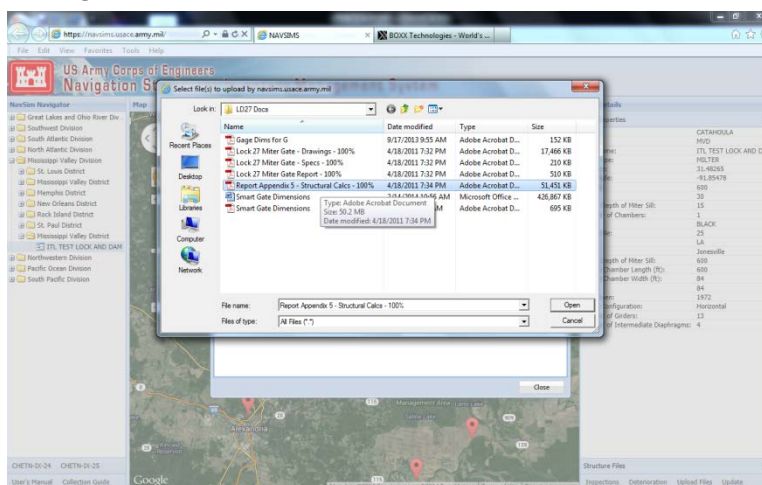 https://navsims.usace.army.mil/
NAVSIMS
BOXX Technologies - World's ...
File Edit View Favorites Tools Help
US Army Corps of Engineers
Select file(s) to upload by navsims.usace.army.mil
Look in: LD27 Docs
Name Date modified Type Size
Gage Dims for G 9/17/2013 9:55 AM Adobe Acrobat D... 152 KB
Lock 27 Miter Gate - Drawings - 100% 4/18/2011 7:32 PM Adobe Acrobat D... 17,466 KB
Lock 27 Miter Gate - Specs - 100% 4/18/2011 7:32 PM Adobe Acrobat D... 210 KB
Lock 27 Miter Gate Report - 100% 4/18/2011 7:32 PM Adobe Acrobat D... 510 KB
Report Appendix 5 - Structural Calcs - 100% 4/18/2011 7:34 PM Adobe Acrobat D... 51,451 KB
Smart Gate Dimensions Microsoft Office ... 426,867 KB
Smart Gate Dimensions Adobe Acrobat D... 695 KB
Type: Adobe Acrobat Document
Size: 50.2 MB
Date modified: 4/18/2011 7:34 PM
Recent Places
Desktop
Libraries
Computer
Network
File name: Report Appendix 5 - Structural Calcs - 100% Open
Files of type: All Files (*.*) Cancel
Close
NavSim Navigator
Great Lakes and Ohio River Div...
Southwest Division
South Atlantic Division
North Atlantic Division
Mississippi Valley Division
St. Louis District
Mississippi Valley District
Memphis District
New Orleans District
Rock Island District
St. Paul District
Mississippi Valley District
ITL TEST LOCK AND DAM
Northwestern Division
Pacific Ocean Division
South Pacific Division
Map
CATAHOULA
MVD
ITL TEST LOCK AND D
MILTER
31.48265
-91.85478
600
30
Depth of Miter Sill: 15
of Chambers: 1
BLACK
25
LA
Jonesville
Depth of Miter Sill: 600
Chamber Length (ft): 600
Chamber Width (ft): 84
84
1972
Configuration: Horizontal
of Girders: 13
of Intermediate Diaphragms: 4
Alexandria
Google
CHETN-IX-24 CHETN-IX-25
User's Manual Collection Guide
Structure Files
Inspections Deterioration Upload Files Update